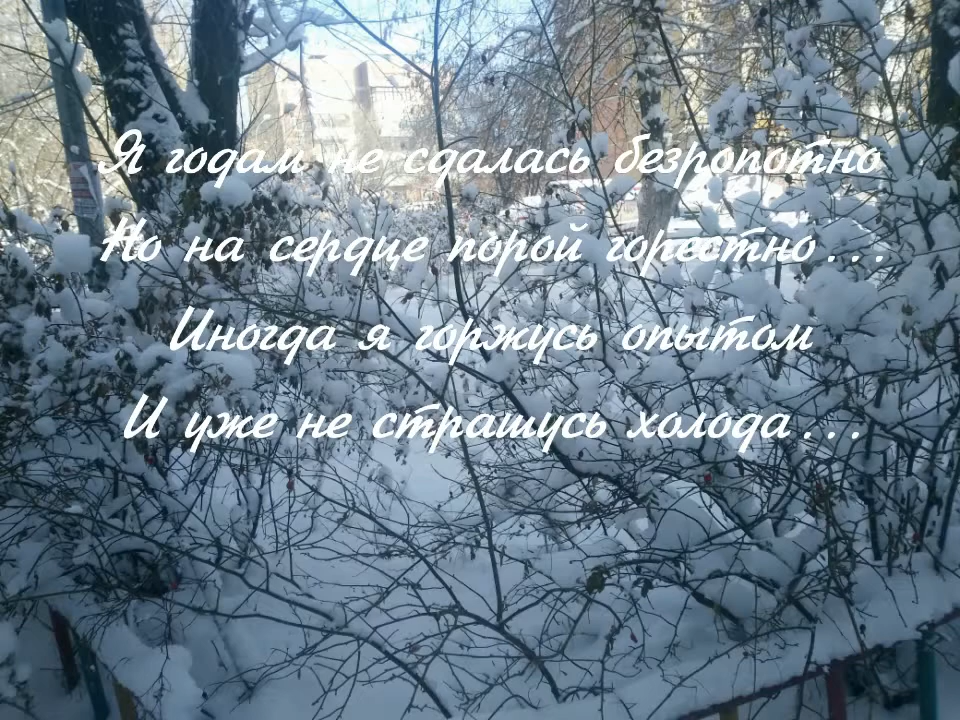 Я годам не сдалась безропотно
Но на сердце порой горестно...
Иногда я горжусь опытом
И уже не страшусь холода...